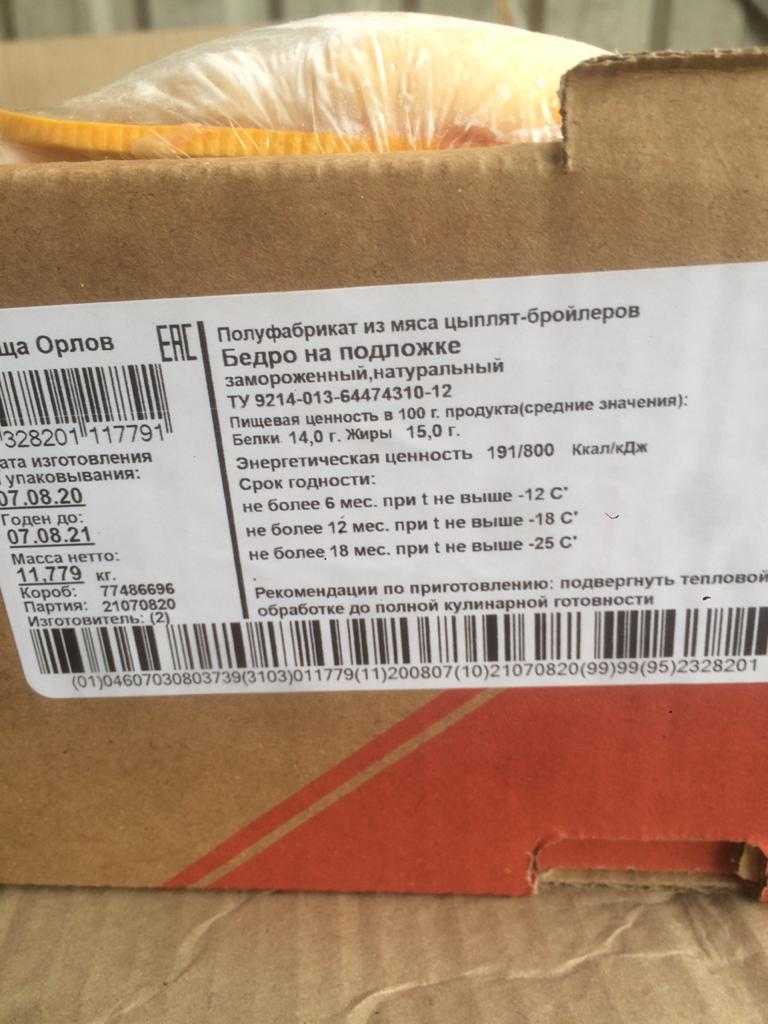 ща Орлов
EAC
328201 117791
ата изготовления
упаковывания:
07.08.20
Годен до:
07.08.21
Масса нетто:
11,779 кг.
Короб: 77486696
Партия: 21070820
Изготовитель: (2)
Полуфабрикат из мяса цыплят-бройлеров
Бедро на подложке
замороженный,натуральный
ТУ 9214-013-64474310-12
Пищевая ценность в 100 г. продукта(средние значения):
Белки 14,0 г. Жиры 15,0 г.
Энергетическая ценность 191/800 Ккал/кДж
Срок годности:
не более 6 мес. при t не выше -12 С°
не более 12 мес. при t не выше -18 С°
не более 18 мес. при t не выше -25 С°
Рекомендации по приготовлению: подвергнуть тепловой
обработке до полной кулинарной готовности
(01)04607030803739(3103)011779(11)200807(10)21070820(99)99(95)2328201